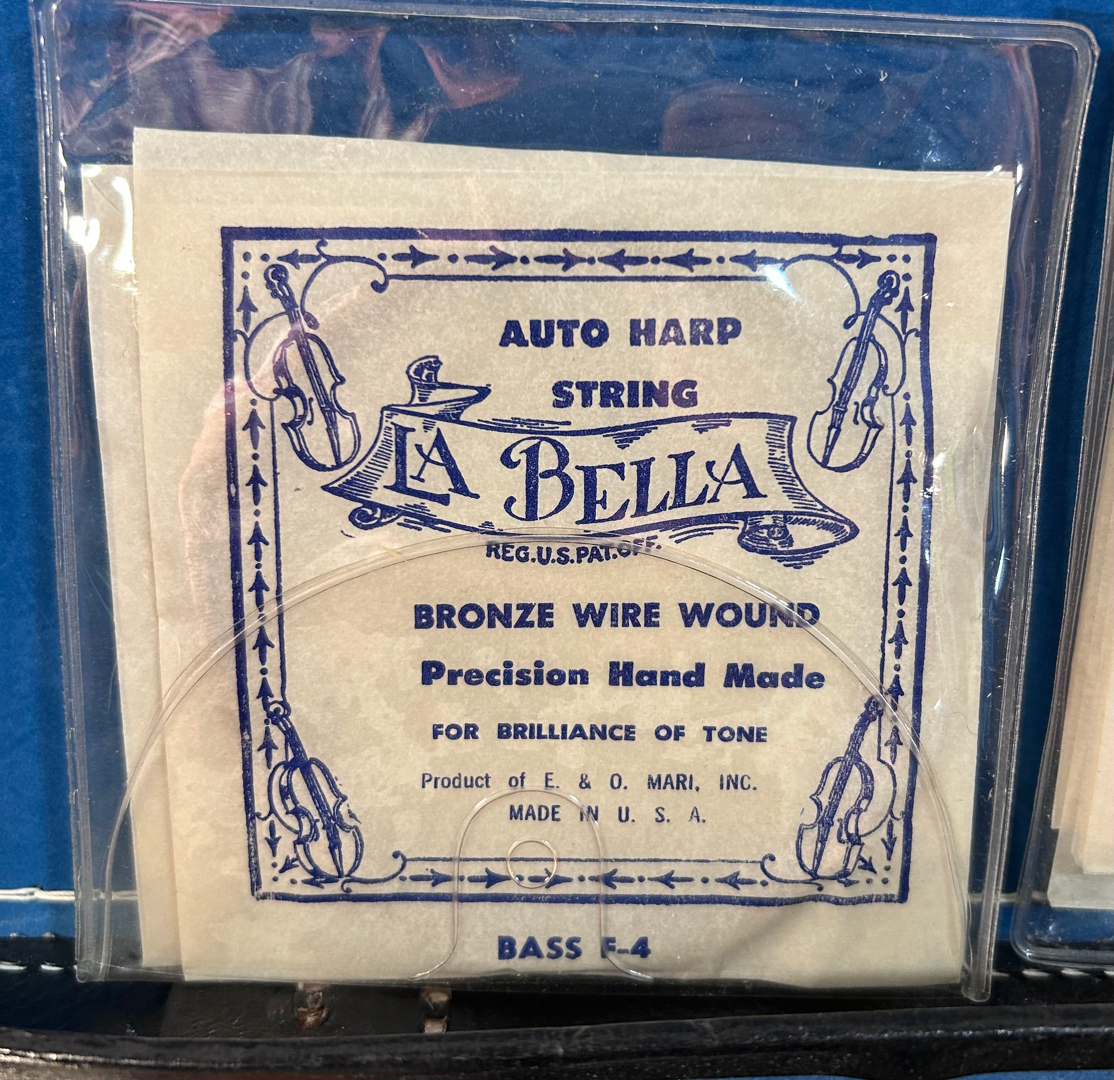 AUTO HARP
STRING
LA BELLA
REG.U.S.PAT.OFF.
BRONZE WIRE WOUND
Precision Hand Made
FOR BRILLIANCE OF TONE
Product of E. & O. MARI, INC.
MADE IN U. S. A.
BASS F-4